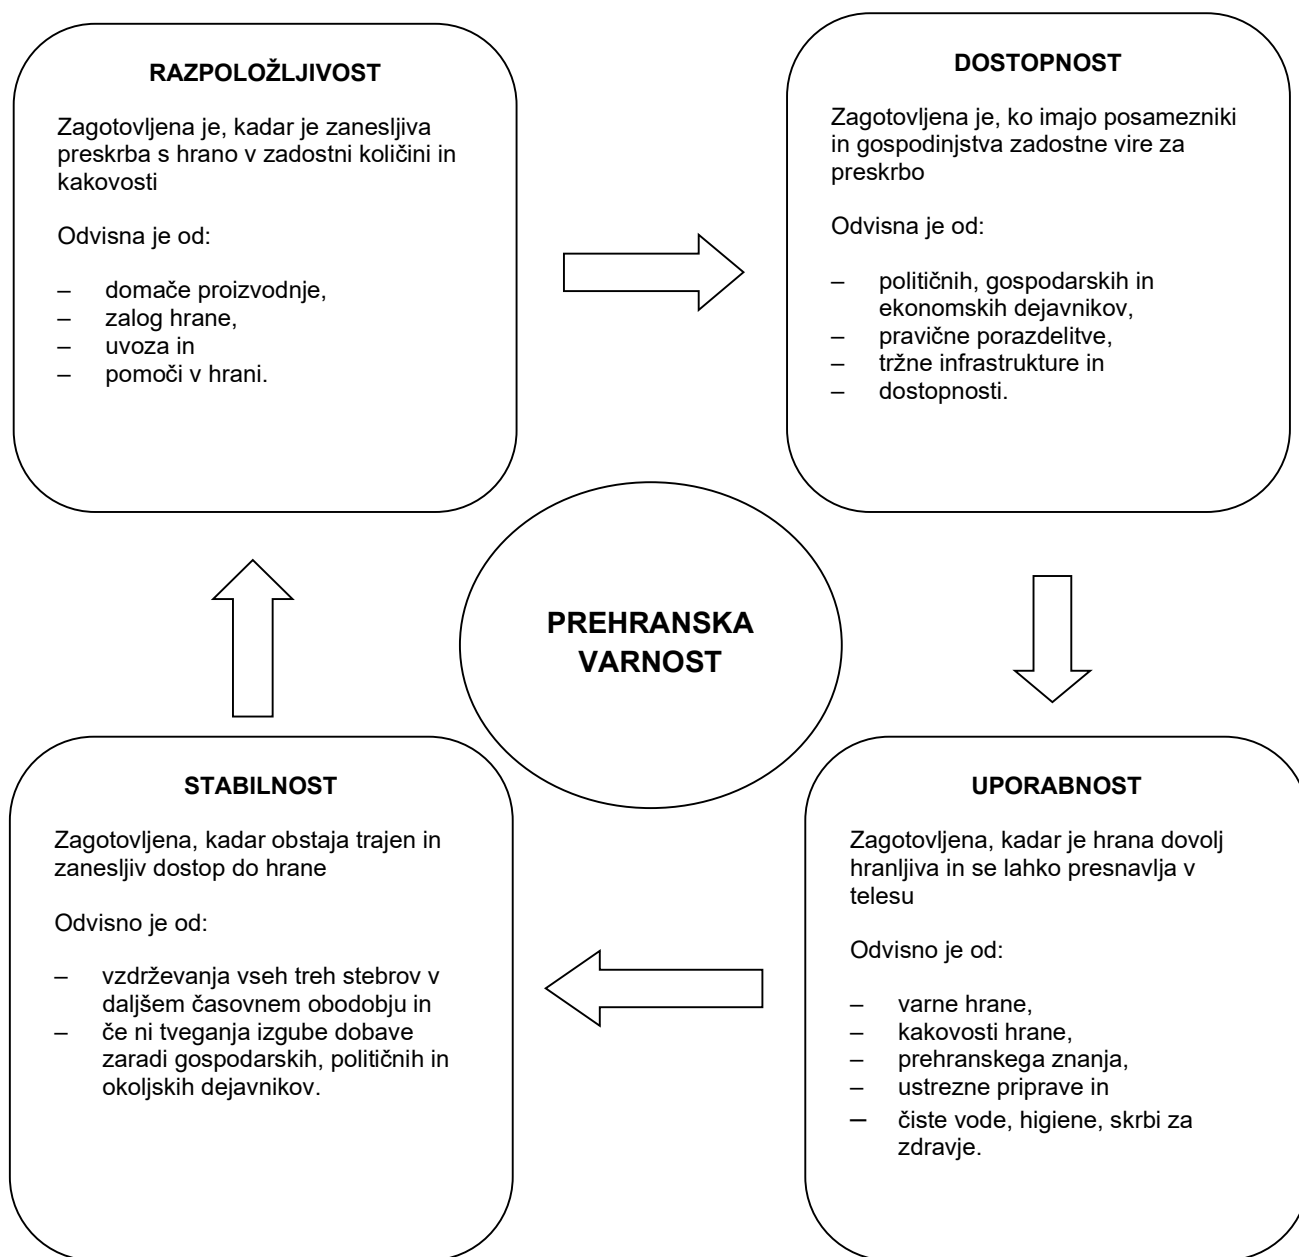 RAZPOLOŽLJIVOST
Zagotovljena je, kadar je zanesljiva
preskrba s hrano v zadostni količini in
kakovosti
Odvisna je od:
– domače proizvodnje,
– zalog hrane,
– uvoza in
– pomoči v hrani.
DOSTOPNOST
Zagotovljena je, ko imajo posamezniki
in gospodinjstva zadostne vire za
preskrbo
Odvisna je od:
– političnih, gospodarskih in
ekonomskih dejavnikov,
– pravične porazdelitve,
– tržne infrastrukture in
– dostopnosti.
PREHRANSKA
VARNOST
STABILNOST
Zagotovljena, kadar obstaja trajen in
zanesljiv dostop do hrane
Odvisno je od:
– vzdrževanja vseh treh stebrov v
daljšem časovnem obodobju in
– če ni tveganja izgube dobave
zaradi gospodarskih, političnih in
okoljskih dejavnikov.
UPORABNOST
Zagotovljena, kadar je hrana dovolj
hranljiva in se lahko presnavlja v
telesu
Odvisno je od:
– varne hrane,
– kakovosti hrane,
– prehranskega znanja,
– ustrezne priprave in
– čiste vode, higiene, skrbi za
zdravje.